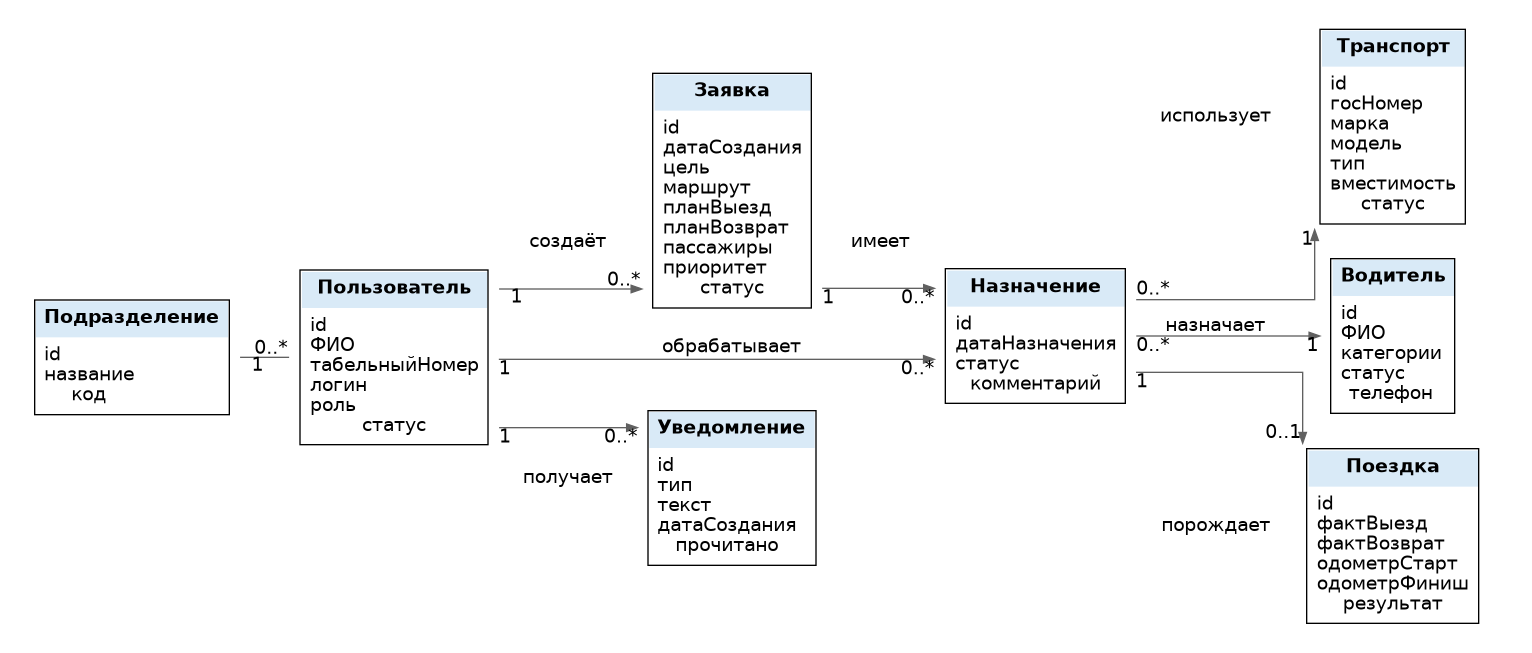 Подразделение
id
название
код
0..*
1
Пользователь
id
ФИО
табельныйНомер
логин
роль
статус
создаёт
1
0..*
обрабатывает
1
0..*
1
0..*
получает
Заявка
id
датаСоздания
цель
маршрут
планВыезд
планВозврат
пассажиры
приоритет
статус
имеет
1
0..*
Уведомление
id
тип
текст
датаСоздания
прочитано
Назначение
id
датаНазначения
статус
комментарий
использует
0..*
1
назначает
0..*
1
1
0..1
порождает
Транспорт
id
госНомер
марка
модель
тип
вместимость
статус
Водитель
id
ФИО
категории
статус
телефон
Поездка
id
фактВыезд
фактВозврат
одометрСтарт
одометрФиниш
результат